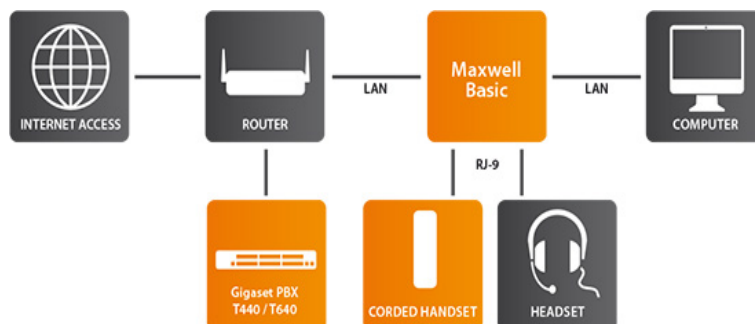 INTERNET ACCESS
ROUTER
LAN
Maxwell
Basic
LAN
COMPUTER
RJ-9
Gigaset PBX
T440 / T640
CORDED HANDSET
HEADSET